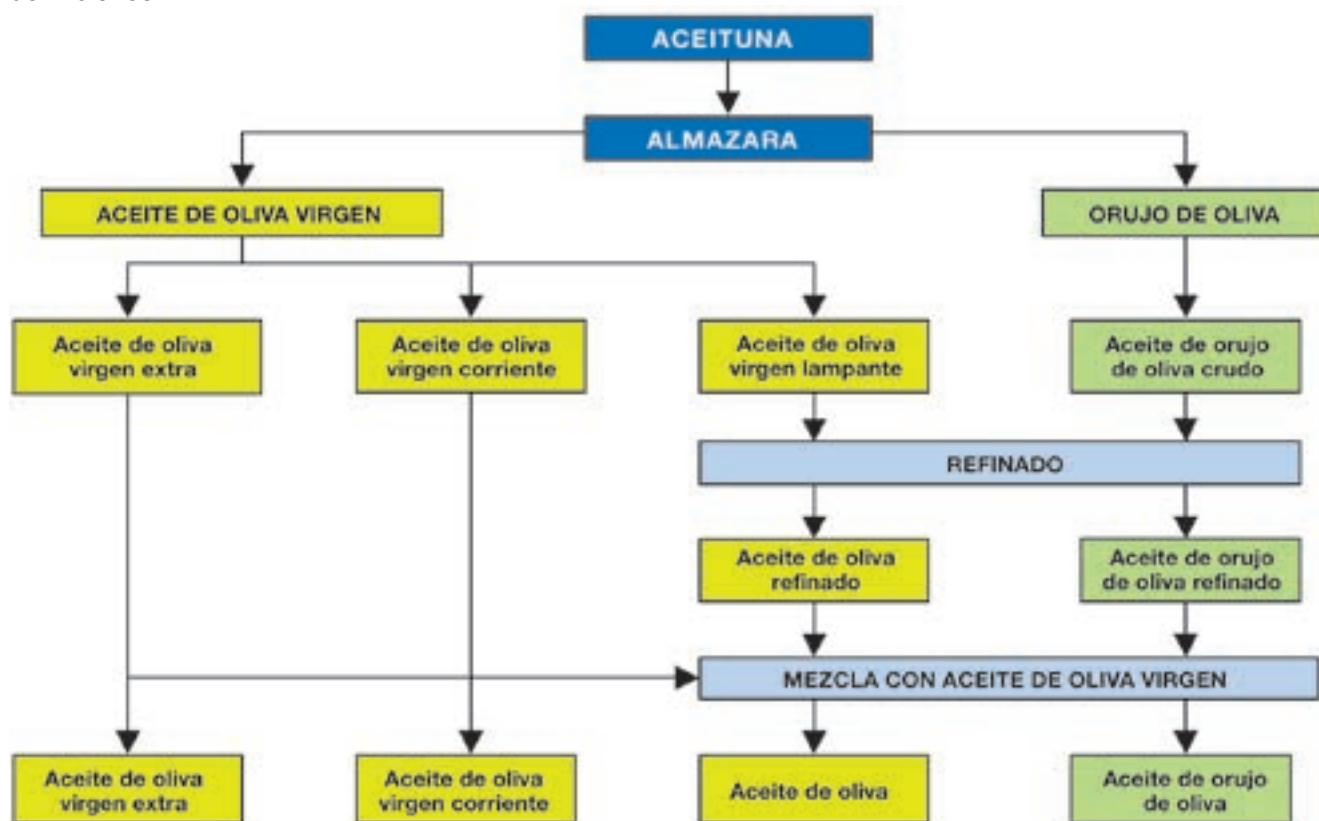 ACEITUNA
ALMAZARA
ACEITE DE OLIVA VIRGEN
ORUJO DE OLIVA
Aceite de oliva
virgen extra
Aceite de oliva
virgen corriente
Aceite de oliva
virgen lampante
Aceite de orujo
de oliva crudo
REFINADO
Aceite de oliva
refinado
Aceite de orujo
de oliva refinado
MEZCLA CON ACEITE DE OLIVA VIRGEN
Aceite de oliva
virgen extra
Aceite de oliva
virgen corriente
Aceite de oliva
Aceite de orujo
de oliva